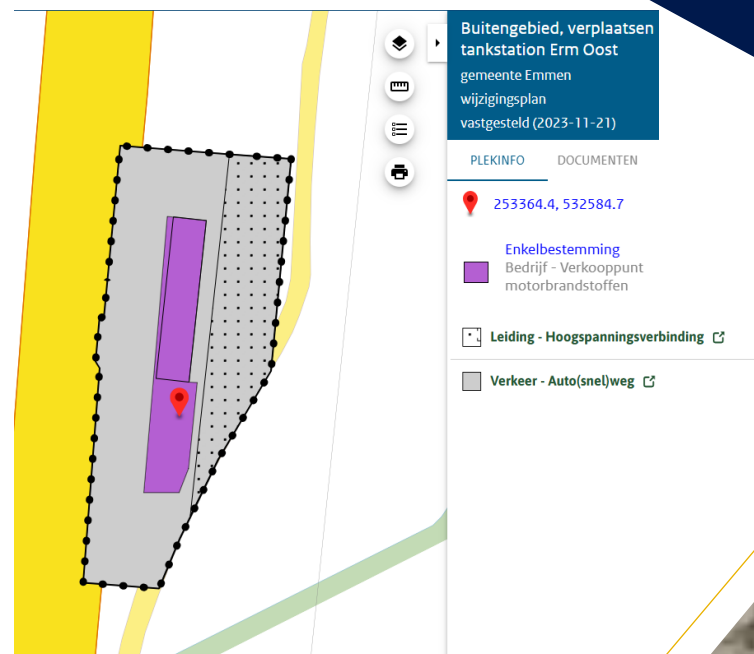 Buitengebied, verplaatsen
tankstation Erm Oost
gemeente Emmen
wijzigingsplan
vastgesteld (2023-11-21)
PLEKINFO DOCUMENTEN
253364.4, 532584.7
Enkelbestemming
Bedrijf - Verkooppunt
motorbrandstoffen
Leiding - Hoogspanningsverbinding
Verkeer - Auto(snel)weg